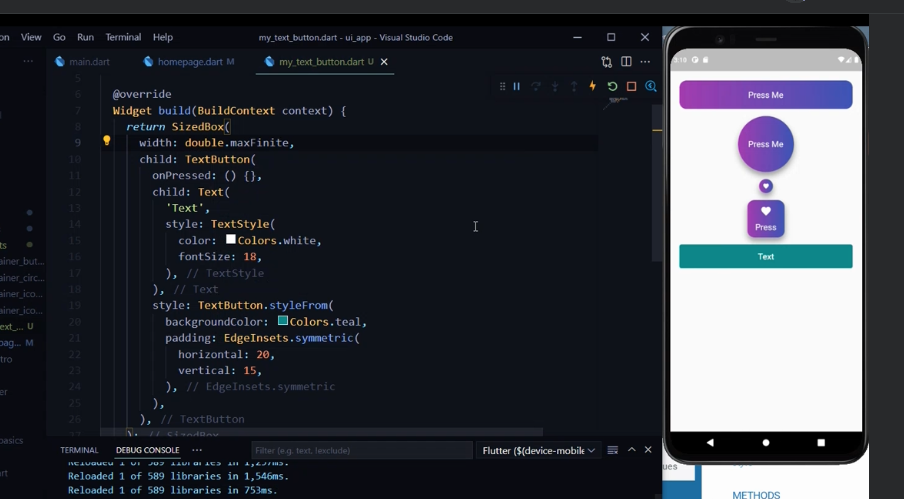 on View Go Run Terminal Help my_text_button.dart - ui_app - Visual Studio Code
main.dart homepage.dart M my_text_button.dart U
5
6 @override
7 Widget build(BuildContext context) {
8 return SizedBox(
9 width: double.maxFinite,
10 child: TextButton(
11 onPressed: () {},
12 child: Text(
13 'Text',
14 style: TextStyle(
15 color: Colors.white,
16 fontSize: 18,
17 ), // TextStyle
18 ), // Text
19 style: TextButton.styleFrom(
20 backgroundColor: Colors.teal,
21 padding: EdgeInsets.symmetric(
22 horizontal: 20,
23 vertical: 15,
24 ), // EdgeInsets.symmetric
25 ),
26 ), // TextButton
27 ); // SizedBox
ts
ainer_but...
ainer_circ...
ainer_ico...
ainer_ico...
ext_... U
pag... M
tro
er
basics
rt
TERMINAL DEBUG CONSOLE Filter (e.g. text, !exclude) Flutter ($(device-mobile
Reloaded 1 of 589 libraries in 1,257ms.
Reloaded 1 of 589 libraries in 1,546ms.
Reloaded 1 of 589 libraries in 753ms.
3:19
Press Me
Press Me
Press
Text
ues
METHODS